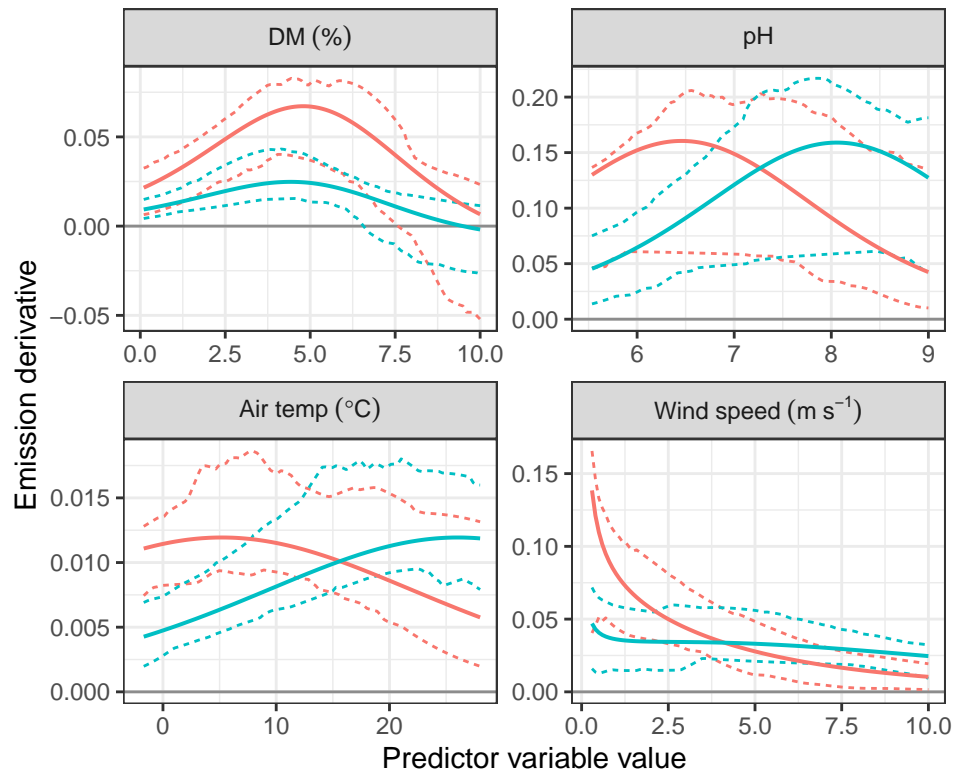 DM (%)
pH
0.05
0.00
−0.05
0.0 2.5 5.0 7.5 10.0
0.20
0.15
0.10
0.05
0.00
6 7 8 9
Air temp (°C)
Wind speed (m s⁻¹)
0.015
0.010
0.005
0.000
0 10 20
0.15
0.10
0.05
0.00
0.0 2.5 5.0 7.5 10.0
Emission derivative
Predictor variable value